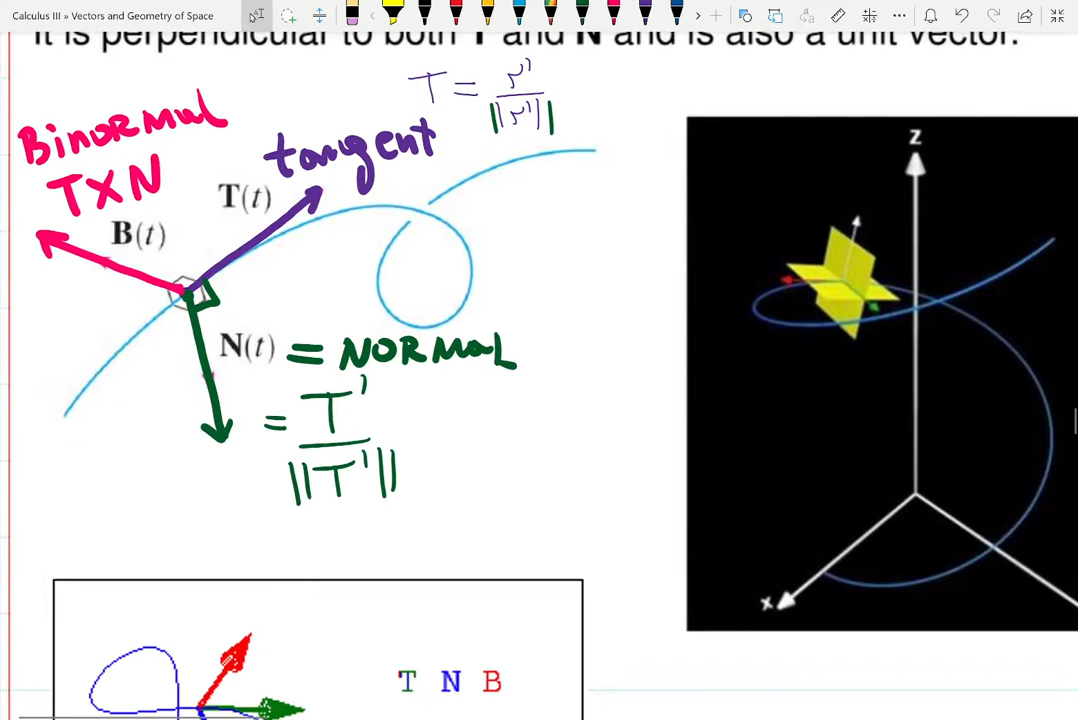 Calculus III » Vectors and Geometry of Space
It is perpendicular to both T and N and is also a unit vector.
T = r' / ||r'||
Binormal
TXN
tangent
T(t)
B(t)
N(t) = NORMAL
= T' / ||T'||
z
x
T N B